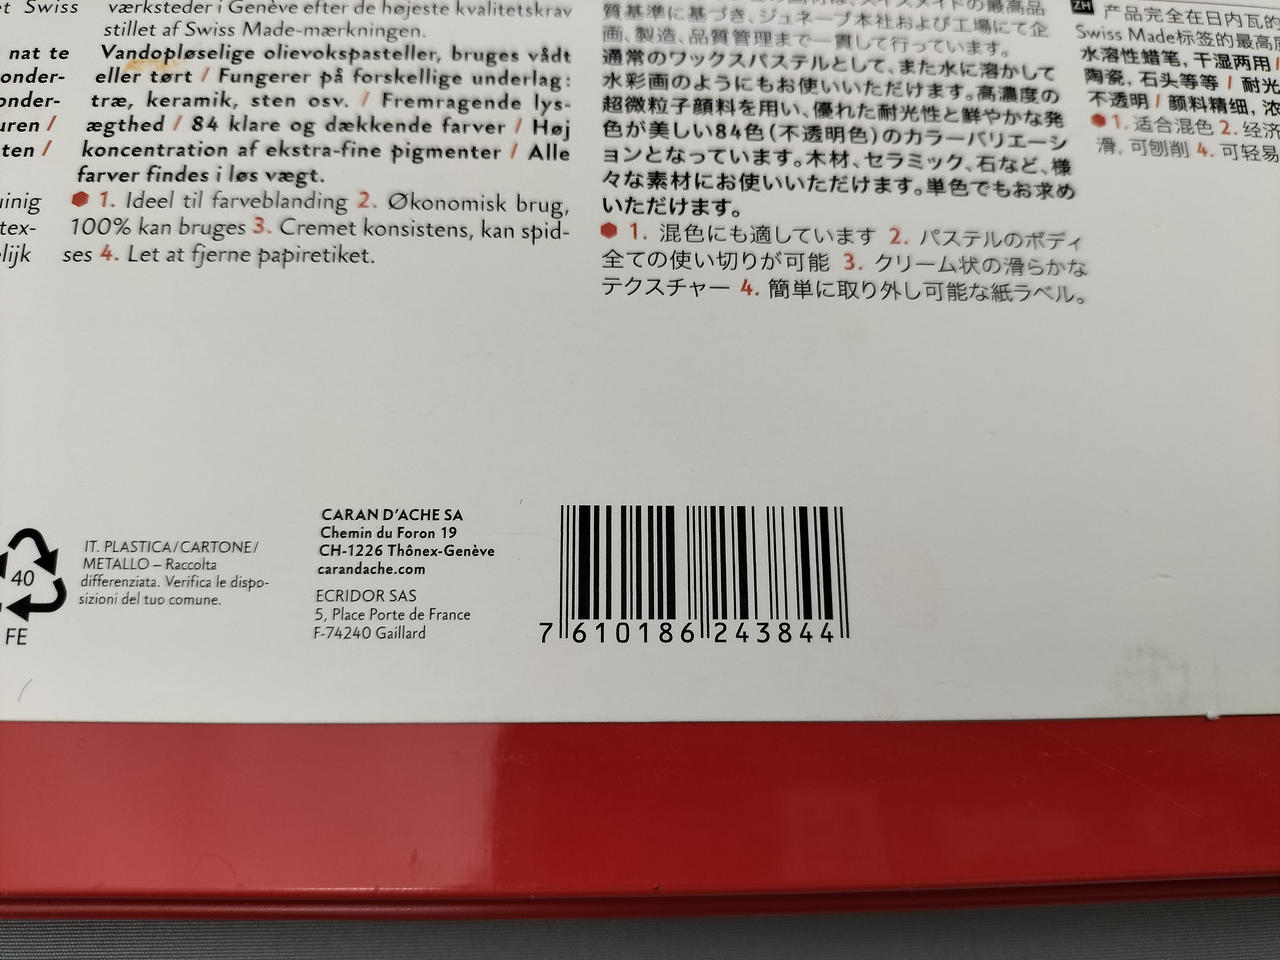 et Swiss
nat te
onder-
onder-
uren /
ten /
uinig
tex-
elijk
værksteder i Genève efter de højeste kvalitetskrav
stillet af Swiss Made-mærkningen.
Vandopløselige olievokspasteller, bruges vådt
eller tørt / Fungerer på forskellige underlag:
træ, keramik, sten osv. / Fremragende lys-
ægthed / 84 klare og dækkende farver / Høj
koncentration af ekstra-fine pigmenter / Alle
farver findes i løs vægt.
1. Ideel til farveblanding 2. Økonomisk brug,
100% kan bruges 3. Cremet konsistens, kan spid-
ses 4. Let at fjerne papiretiket.
スイスメイドの最高品
質基準に基づき、ジュネーブ本社および工場にて企
画、製造、品質管理まで一貫して行っています。
通常のワックスパステルとして、また水に溶かして
水彩画のようにもお使いいただけます。高濃度の
超微粒子顔料を用い、優れた耐光性と鮮やかな発
色が美しい84色(不透明色)のカラーバリエーシ
ョンとなっています。木材、セラミック、石など、様
々な素材にお使いいただけます。単色でもお求め
いただけます。
1. 混色にも適しています 2. パステルのボディ
全ての使い切りが可能 3. クリーム状の滑らかな
テクスチャー 4. 簡単に取り外し可能な紙ラベル。
ZH 产品完全在日内瓦的
Swiss Made标签的最高
水溶性蜡笔, 干湿两用 /
陶瓷, 石头等等 / 耐光
不透明 / 颜料精细, 浓
1. 适合混色 2. 经济
滑, 可刨削 4. 可轻易
40
FE
IT. PLASTICA/CARTONE/
METALLO – Raccolta
differenziata. Verifica le dispo-
sizioni del tuo comune.
CARAN D'ACHE SA
Chemin du Foron 19
CH-1226 Thônex-Genève
carandache.com
ECRIDOR SAS
5, Place Porte de France
F-74240 Gaillard
7 610186 243844